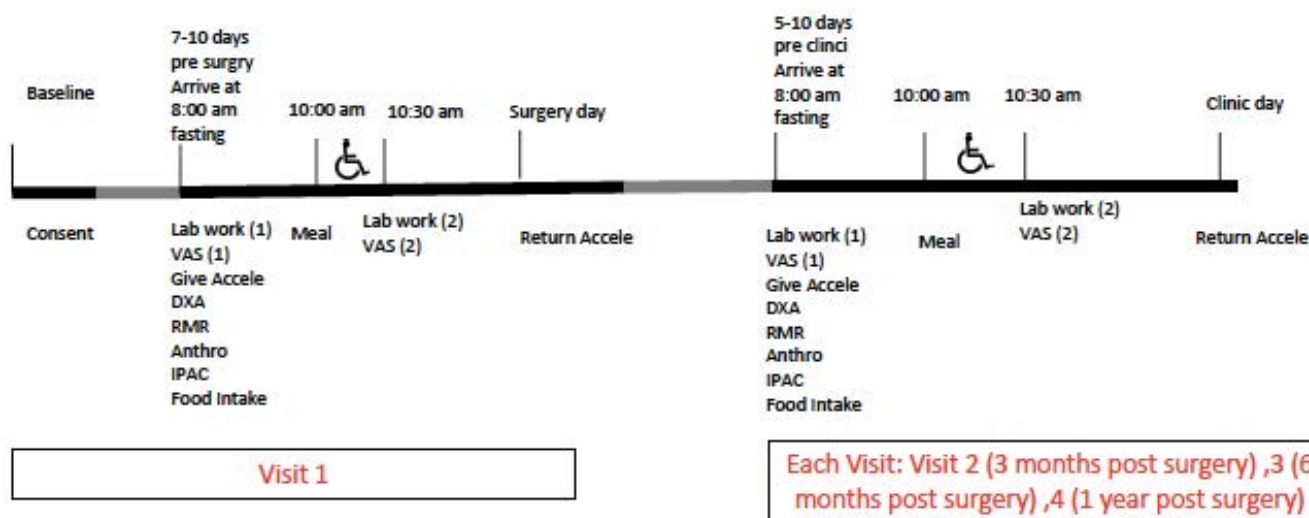 Baseline
7-10 days
pre surgry
Arrive at
8:00 am
fasting
10:00 am
10:30 am
Surgery day
5-10 days
pre clinci
Arrive at
8:00 am
fasting
10:00 am
10:30 am
Clinic day
Consent
Lab work (1)
VAS (1)
Give Accele
DXA
RMR
Anthro
IPAC
Food Intake
Meal
Lab work (2)
VAS (2)
Return Accele
Lab work (1)
VAS (1)
Give Accele
DXA
RMR
Anthro
IPAC
Food Intake
Meal
Lab work (2)
VAS (2)
Return Accele
Visit 1
Each Visit: Visit 2 (3 months post surgery) ,3 (6
months post surgery) ,4 (1 year post surgery)